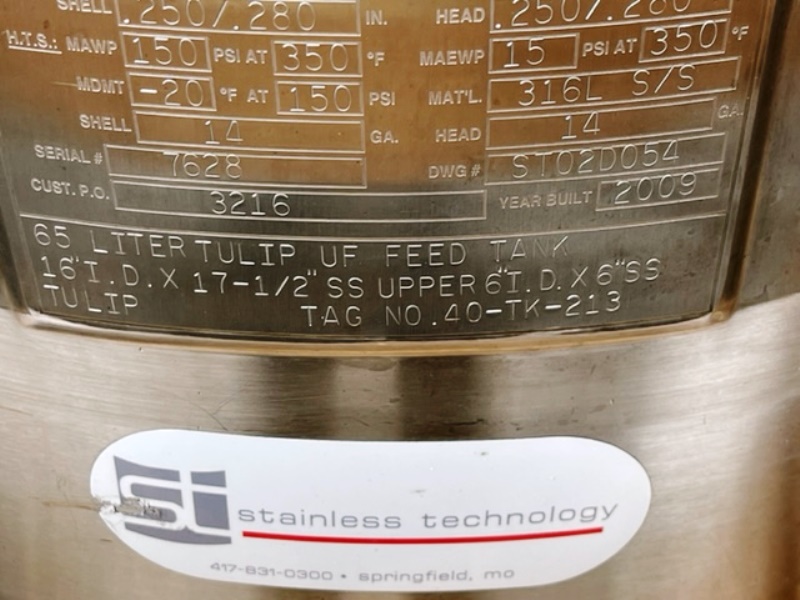 SHELL .250/.280 IN. HEAD .250/.280
H.T.S.: MAWP 150 PSI AT 350 °F MAEWP 15 PSI AT 350 °F
MDMT -20 °F AT 150 PSI MAT'L. 316L S/S
SHELL 14 GA. HEAD 14 GA.
SERIAL # 7628 DWG # ST02D054
CUST. P.O. 3216 YEAR BUILT 2009
65 LITER TULIP UF FEED TANK
16" I.D. X 17-1/2" SS UPPER 6" I.D. X 6" SS
TULIP TAG NO. 40-TK-213
si stainless technology
417-831-0300 • springfield, mo